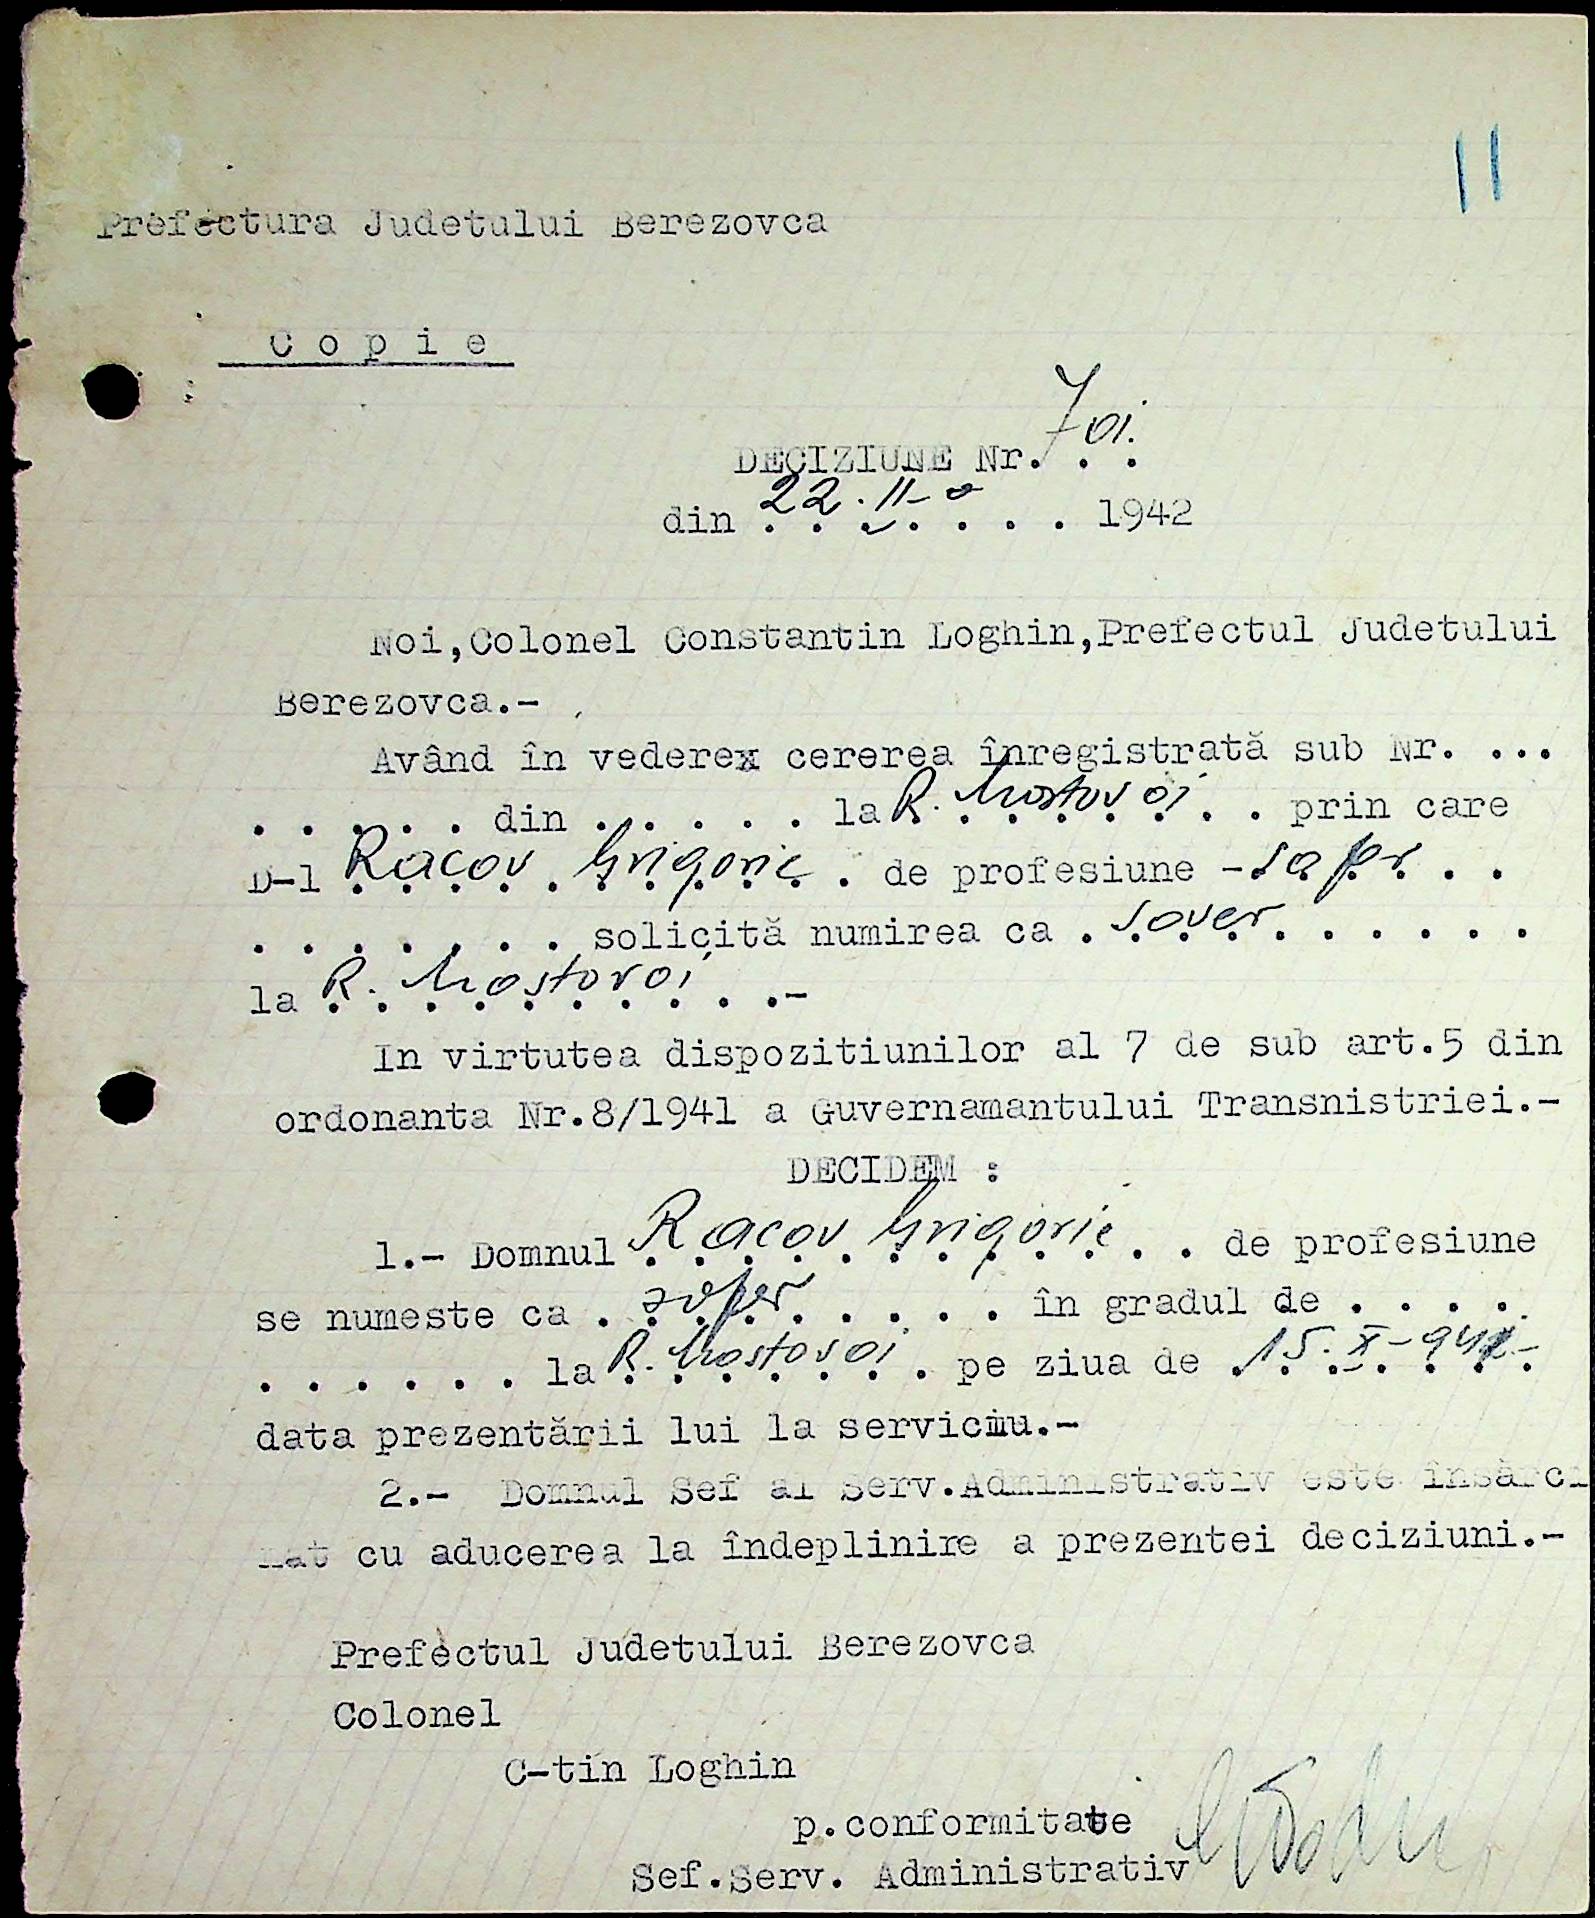 11
Prefectura Judetului Berezovca
C o p i e
DECIZIUNE Nr. 701.
din 22.II- 1942
Noi,Colonel Constantin Loghin,Prefectul Judetului
Berezovca.-
Având în vederex cererea înregistrată sub Nr. ...
. . . . . din . . . . . la R. Mostovoi . . prin care
D-l Racov Grigorie . de profesiune - . .
. . . . . . . solicită numirea ca . sover . . . . . .
la R. Mostovoi . .-
In virtutea dispozitiunilor al 7 de sub art.5 din
ordonanta Nr.8/1941 a Guvernamantului Transnistriei.-
DECIDEM :
1.- Domnul Racov Grigorie . . de profesiune
se numeste ca . sofer . . . . în gradul de . . . .
. . . . . . la R. Mostovoi . pe ziua de 15.X-941-
data prezentării lui la serviciu.-
2.- Domnul Sef al Serv.Administrativ este însărci
nat cu aducerea la îndeplinire a prezentei deciziuni.-
Prefectul Judetului Berezovca
Colonel
C-tin Loghin
p.conformitate
Sef.Serv. Administrativ